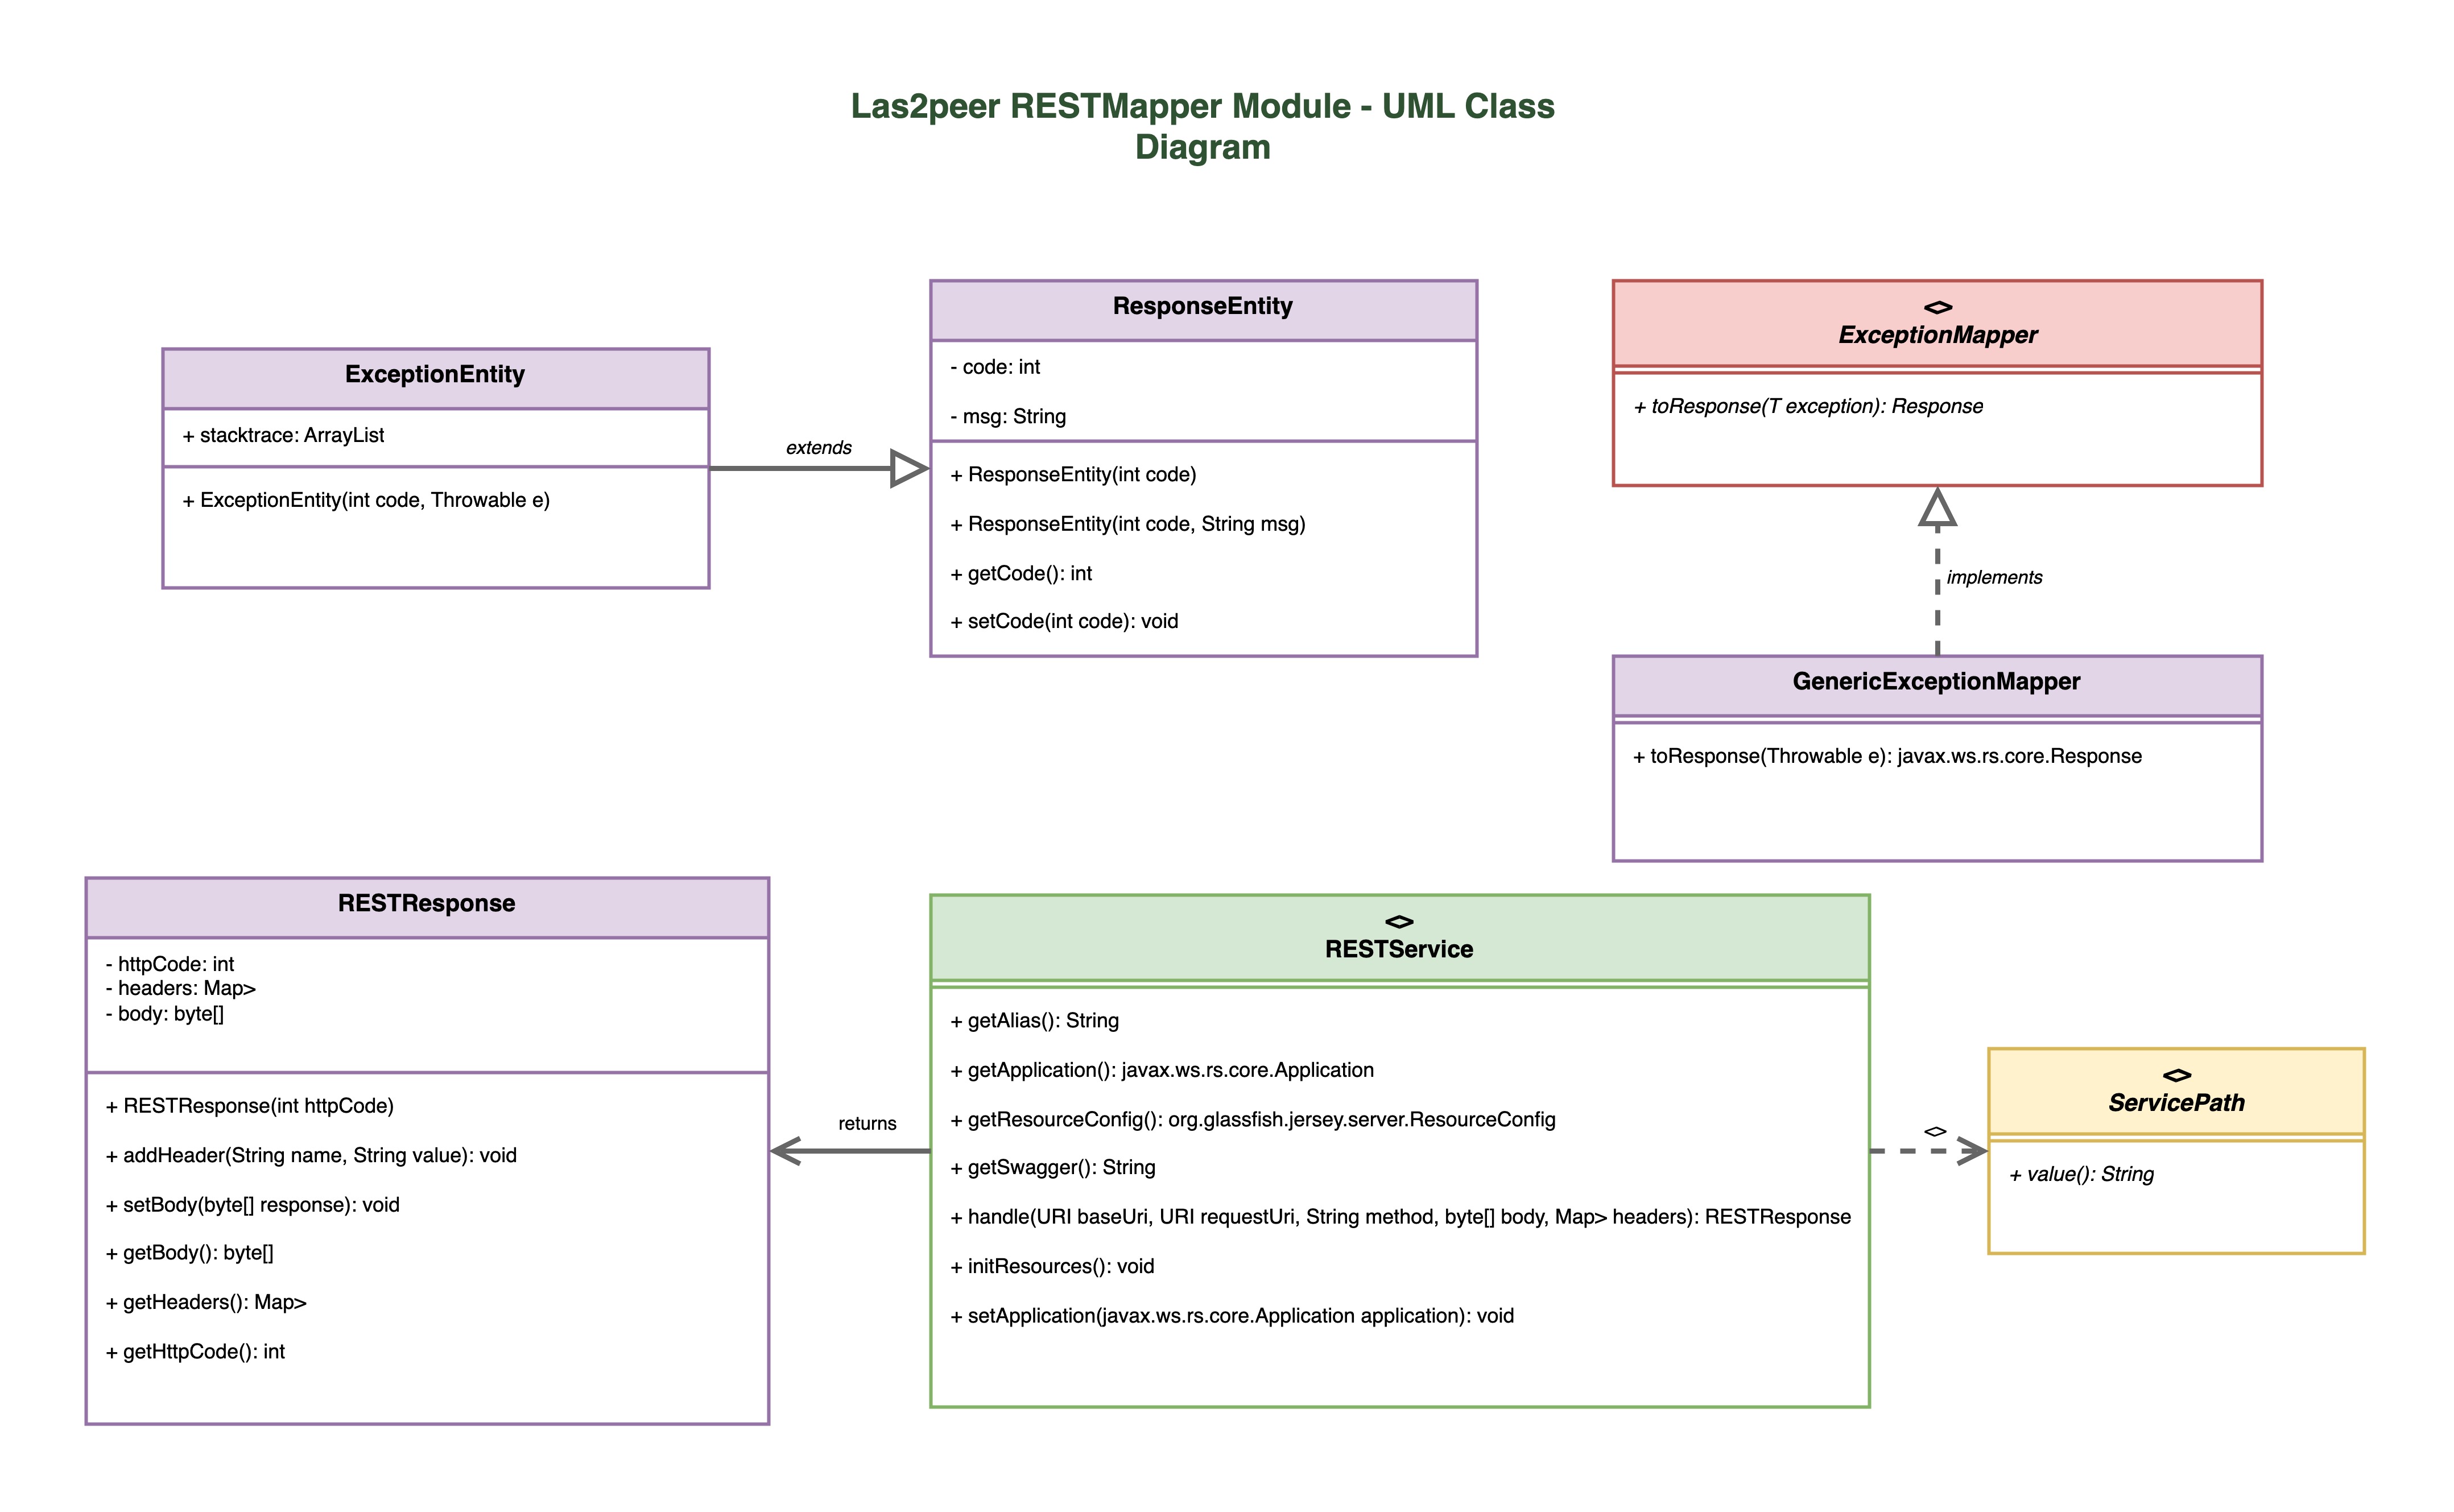 Las2peer RESTMapper Module - UML Class
Diagram
ExceptionEntity
+ stacktrace: ArrayList
+ ExceptionEntity(int code, Throwable e)
extends
ResponseEntity
- code: int
- msg: String
+ ResponseEntity(int code)
+ ResponseEntity(int code, String msg)
+ getCode(): int
+ setCode(int code): void
<>
ExceptionMapper
+ toResponse(T exception): Response
implements
GenericExceptionMapper
+ toResponse(Throwable e): javax.ws.rs.core.Response
RESTResponse
- httpCode: int
- headers: Map>
- body: byte[]
+ RESTResponse(int httpCode)
+ addHeader(String name, String value): void
+ setBody(byte[] response): void
+ getBody(): byte[]
+ getHeaders(): Map>
+ getHttpCode(): int
returns
<>
RESTService
+ getAlias(): String
+ getApplication(): javax.ws.rs.core.Application
+ getResourceConfig(): org.glassfish.jersey.server.ResourceConfig
+ getSwagger(): String
+ handle(URI baseUri, URI requestUri, String method, byte[] body, Map> headers): RESTResponse
+ initResources(): void
+ setApplication(javax.ws.rs.core.Application application): void
<>
<>
ServicePath
+ value(): String